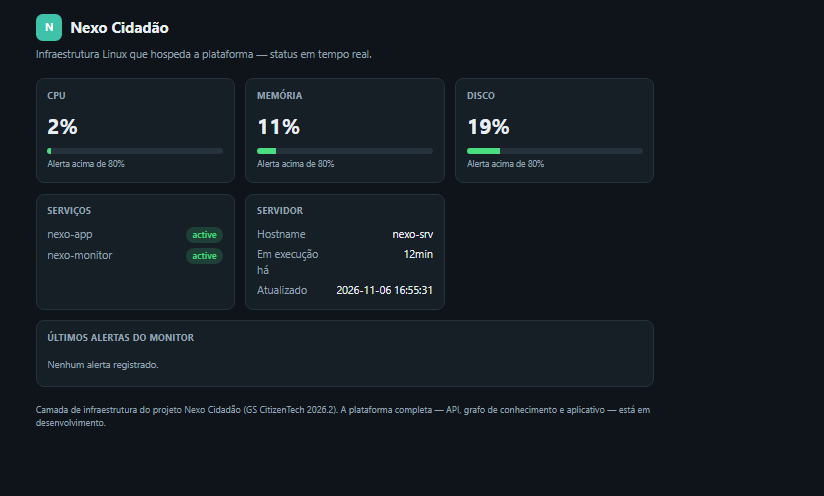 N
Nexo Cidadão
Infraestrutura Linux que hospeda a plataforma — status em tempo real.
CPU
2%
Alerta acima de 80%
MEMÓRIA
11%
Alerta acima de 80%
DISCO
19%
Alerta acima de 80%
SERVIÇOS
nexo-app active
nexo-monitor active
SERVIDOR
Hostname nexo-srv
Em execução 12min
há
Atualizado 2026-11-06 16:55:31
ÚLTIMOS ALERTAS DO MONITOR
Nenhum alerta registrado.
Camada de infraestrutura do projeto Nexo Cidadão (GS CitizenTech 2026.2). A plataforma completa — API, grafo de conhecimento e aplicativo — está em
desenvolvimento.